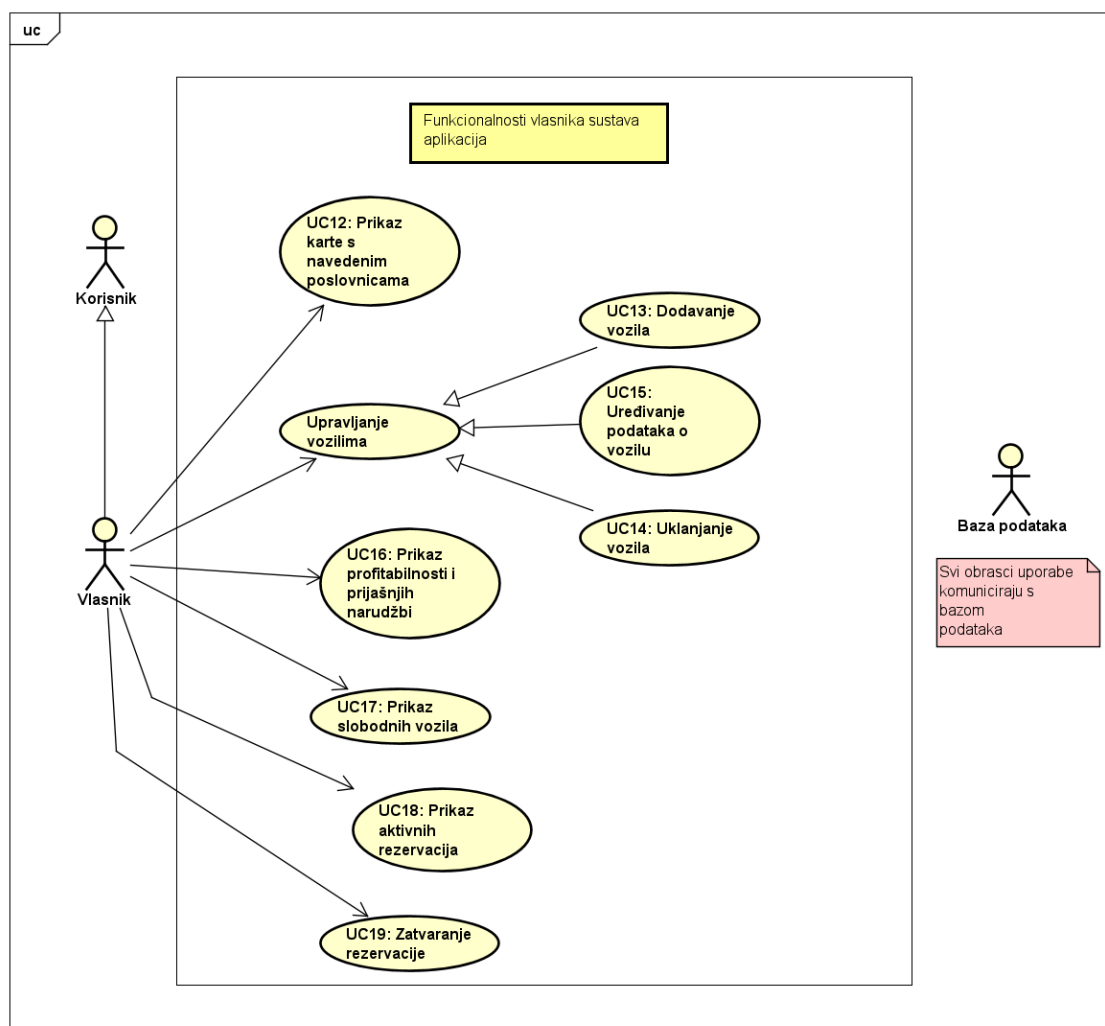 uc
Funkcionalnosti vlasnika sustava
aplikacija
UC12: Prikaz
karte s
navedenim
poslovnicama
Korisnik
UC13: Dodavanje
vozila
UC15:
Uređivanje
podataka o
vozilu
Upravljanje
vozilima
UC14: Uklanjanje
vozila
Baza podataka
Svi obrasci uporabe
komuniciraju s
bazom
podataka
Vlasnik
UC16: Prikaz
profitabilnosti i
prijašnjih
narudžbi
UC17: Prikaz
slobodnih vozila
UC18: Prikaz
aktivnih
rezervacija
UC19: Zatvaranje
rezervacije